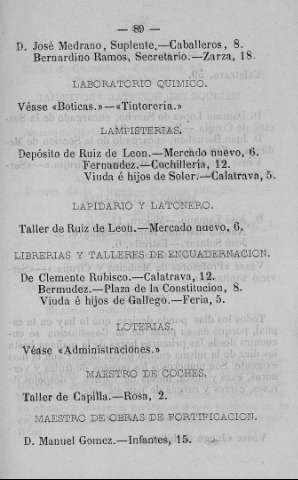 — 89 —
D. José Medrano, Suplente.—Caballeros, 8.
Bernardino Ramos, Secretario.—Zarza, 18.
LABORATORIO QUIMICO.
Véase «Boticas.»—«Tintoreria.»
LAMPISTERIAS.
Depósito de Ruiz de Leon.—Mercado nuevo, 6.
Fernandez.—Cochillería, 12.
Viuda é hijos de Soler.—Calatrava, 5.
LAPIDARIO Y LATONERO.
Taller de Ruiz de Leon.—Mercado nuevo, 6.
LIBRERIAS Y TALLERES DE ENCUADERNACION.
De Clemente Rubisco.—Calatrava, 12.
Bermudez.—Plaza de la Constitucion, 8.
Viuda é hijos de Gallego.—Feria, 5.
LOTERIAS.
Véase «Administraciones.»
MAESTRO DE COCHES.
Taller de Capilla.—Rosa, 2.
MAESTRO DE OBRAS DE FORTIFICACION.
D. Manuel Gomez.—Infantes, 15.